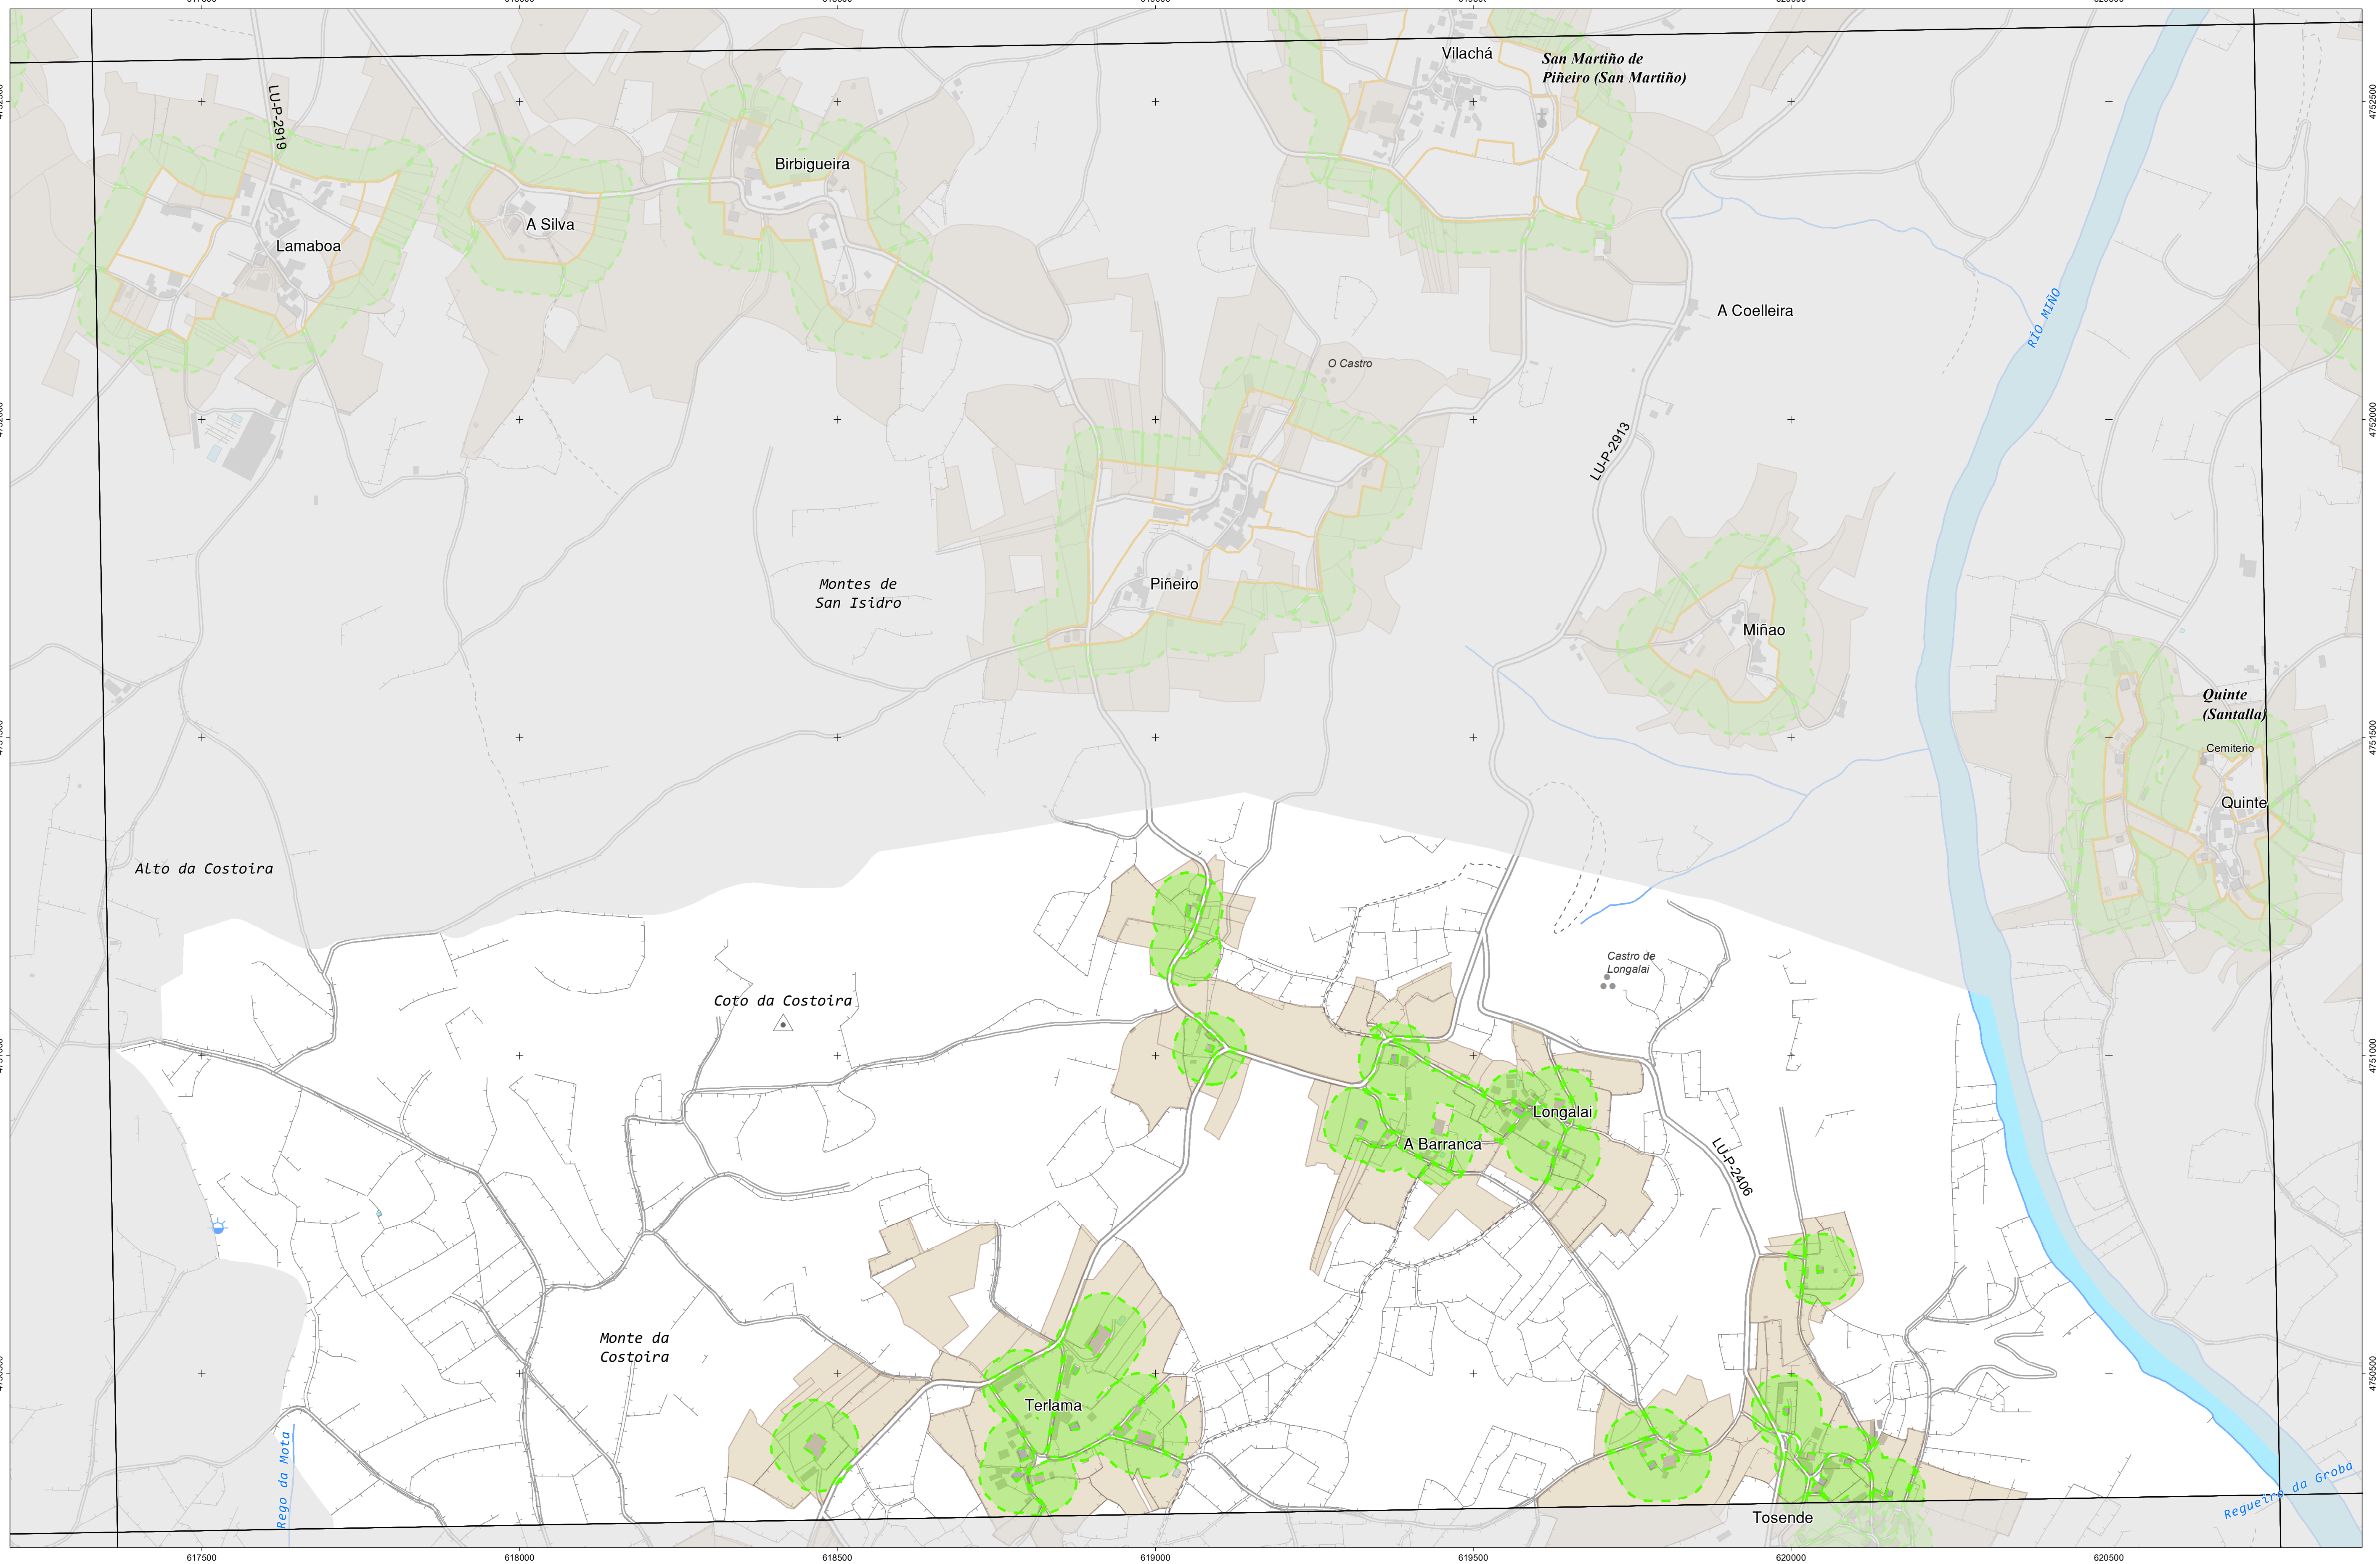 Vilachá
San Martiño de
Piñeiro (San Martiño)
4752500
LU-P-2919
Birbigueira
A Silva
Lamaboa
A Coelleira
RÍO MIÑO
O Castro
4752000
LU-P-2913
Montes de
San Isidro
Piñeiro
Miñao
Quinte
(Santalla)
4751500
Cemiterio
Quinte
Alto da Costoira
Castro de
Longalai
Coto da Costoira
4751000
Longalai
A Barranca
LU-P-2406
Monte da
Costoira
4750500
Terlama
Rego da Mota
Regueiro da Groba
Tosende
617500
618000
618500
619000
619500
620000
620500